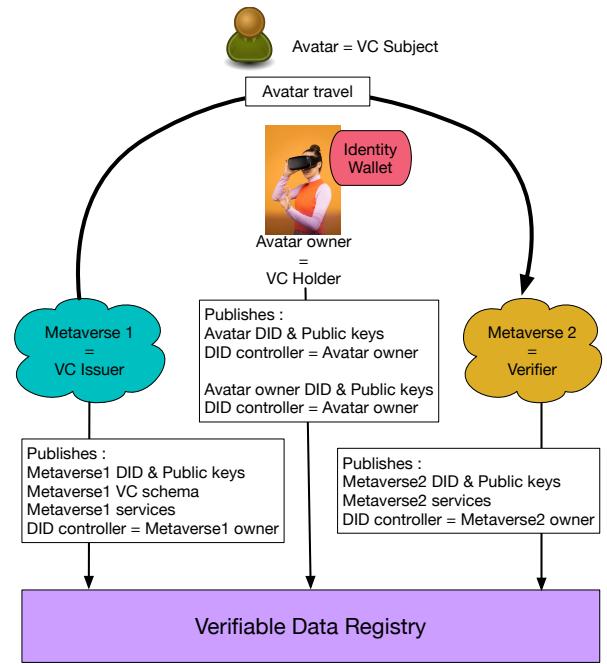 Avatar = VC Subject
Avatar travel
Identity
Wallet
Avatar owner
=
VC Holder
Metaverse 1
=
VC Issuer
Metaverse 2
=
Verifier
Publishes :
Avatar DID & Public keys
DID controller = Avatar owner
Avatar owner DID & Public keys
DID controller = Avatar owner
Publishes :
Metaverse1 DID & Public keys
Metaverse1 VC schema
Metaverse1 services
DID controller = Metaverse1 owner
Publishes :
Metaverse2 DID & Public keys
Metaverse2 services
DID controller = Metaverse2 owner
Verifiable Data Registry